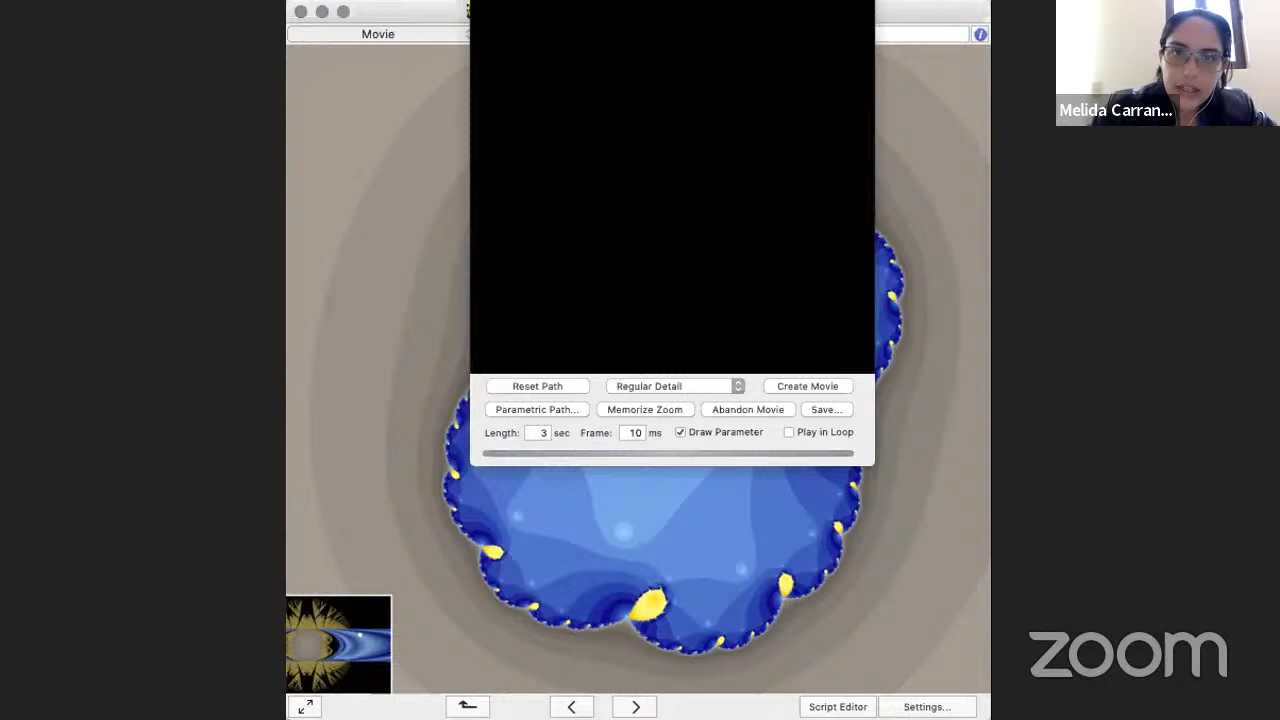 Movie
i
Melida Carran...
Reset Path
Regular Detail
Create Movie
Parametric Path...
Memorize Zoom
Abandon Movie
Save...
Length: 3 sec Frame: 10 ms Draw Parameter Play in Loop
zoom
Script Editor
Settings...